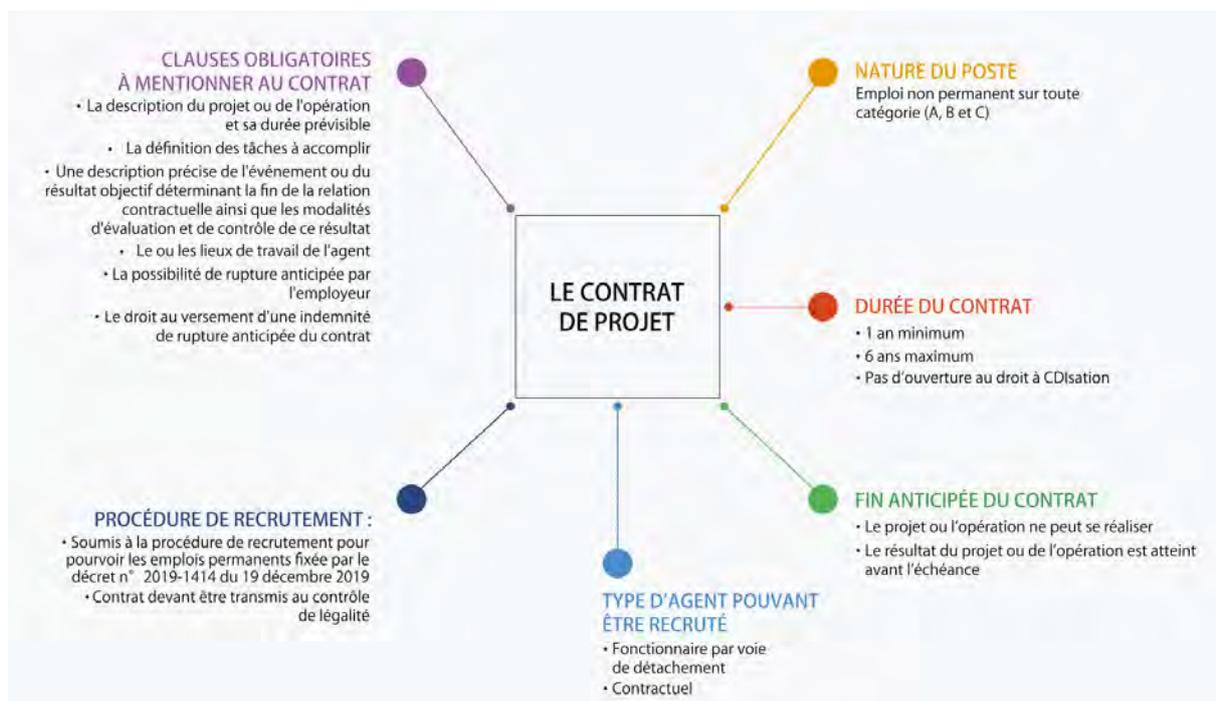 CLAUSES OBLIGATOIRES
À MENTIONNER AU CONTRAT
• La description du projet ou de l'opération
et sa durée prévisible
• La définition des tâches à accomplir
• Une description précise de l'événement ou du
résultat objectif déterminant la fin de la relation
contractuelle ainsi que les modalités
d'évaluation et de contrôle de ce résultat
• Le ou les lieux de travail de l'agent
• La possibilité de rupture anticipée par
l'employeur
• Le droit au versement d'une indemnité
de rupture anticipée du contrat
NATURE DU POSTE
Emploi non permanent sur toute
catégorie (A, B et C)
LE CONTRAT
DE PROJET
DURÉE DU CONTRAT
• 1 an minimum
• 6 ans maximum
• Pas d'ouverture au droit à CDIsation
PROCÉDURE DE RECRUTEMENT :
• Soumis à la procédure de recrutement pour
pourvoir les emplois permanents fixée par le
décret n° 2019-1414 du 19 décembre 2019
• Contrat devant être transmis au contrôle
de légalité
TYPE D'AGENT POUVANT
ÊTRE RECRUTÉ
• Fonctionnaire par voie
de détachement
• Contractuel
FIN ANTICIPÉE DU CONTRAT
• Le projet ou l'opération ne peut se réaliser
• Le résultat du projet ou de l'opération est atteint
avant l'échéance